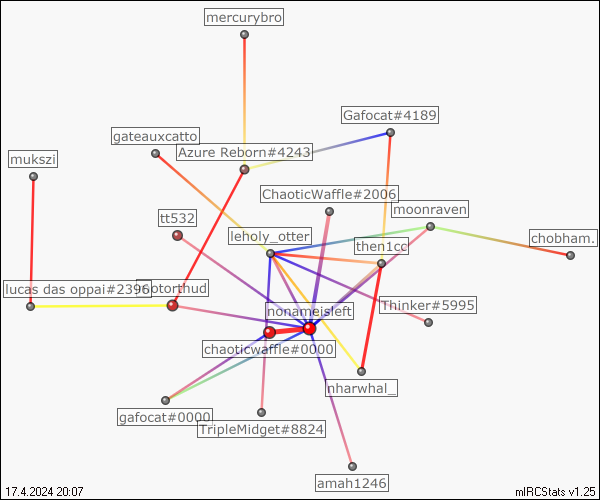 mercurybro
Gafocat#4189
gateauxcatto
Azure Reborn#4243
mukszi
ChaoticWaffle#2006
moonraven
tt532
leholy_otter
then1cc
chobham.
lucas das oppai#2396
Thinker#5995
nonameisleft
chaoticwaffle#0000
nharwhal_
gafocat#0000
TripleMidget#8824
amah1246
17.4.2024 20:07
mIRCStats v1.25